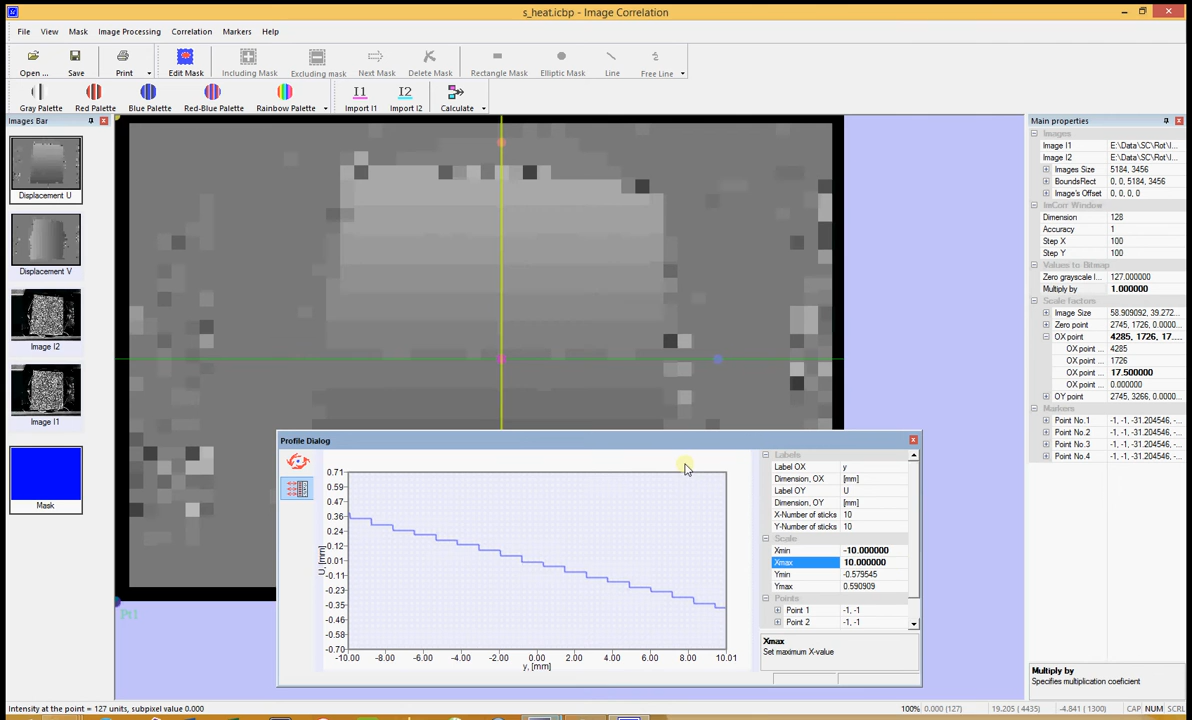 s_heat.icbp - Image Correlation
File View Mask Image Processing Correlation Markers Help
Open ... Save Print Edit Mask Including Mask Excluding mask Next Mask Delete Mask Rectangle Mask Elliptic Mask Line Free Line
I1 I2
Gray Palette Red Palette Blue Palette Red-Blue Palette Rainbow Palette Import I1 Import I2 Calculate
Images Bar
Displacement U
Displacement V
Image I2
Image I1
Mask
Pt1
Main properties
Images
Image I1 E:\Data\SC\Rot\I...
Image I2 E:\Data\SC\Rot\I...
Images Size 5184, 3456
BoundsRect 0, 0, 5184, 3456
Image's Offset 0, 0, 0, 0
ImCorr Window
Dimension 128
Accuracy 1
Step X 100
Step Y 100
Values to Bitmap
Zero grayscale l... 127.000000
Multiply by 1.000000
Scale factors
Image Size 58.909092, 39.272...
Zero point 2745, 1726, 0.0000...
OX point 4285, 1726, 17....
OX point ... 4285
OX point ... 1726
OX point ... 17.500000
OX point ... 0.000000
OY point 2745, 3266, 0.0000...
Markers
Point No.1 -1, -1, -31.204546, -...
Point No.2 -1, -1, -31.204546, -...
Point No.3 -1, -1, -31.204546, -...
Point No.4 -1, -1, -31.204546, -...
Multiply by
Specifies multiplication coeficient
Profile Dialog
0.71
0.59
0.47
0.36
0.24
0.12
0.01
-0.11
-0.23
-0.35
-0.46
-0.58
-0.70
U, [mm]
-10.00 -8.00 -6.00 -4.00 -2.00 0.00 2.00 4.00 6.00 8.00 10.01
y, [mm]
Labels
Label OX y
Dimension, OX [mm]
Label OY U
Dimension, OY [mm]
X-Number of sticks 10
Y-Number of sticks 10
Scale
Xmin -10.000000
Xmax 10.000000
Ymin -0.579545
Ymax 0.590909
Points
Point 1 -1, -1
Point 2 -1, -1
Xmax
Set maximum X-value
Intensity at the point = 127 units, subpixel value 0.000
100% 0.000 (127) 19.205 (4435) -4.841 (1300) CAP NUM SCRL